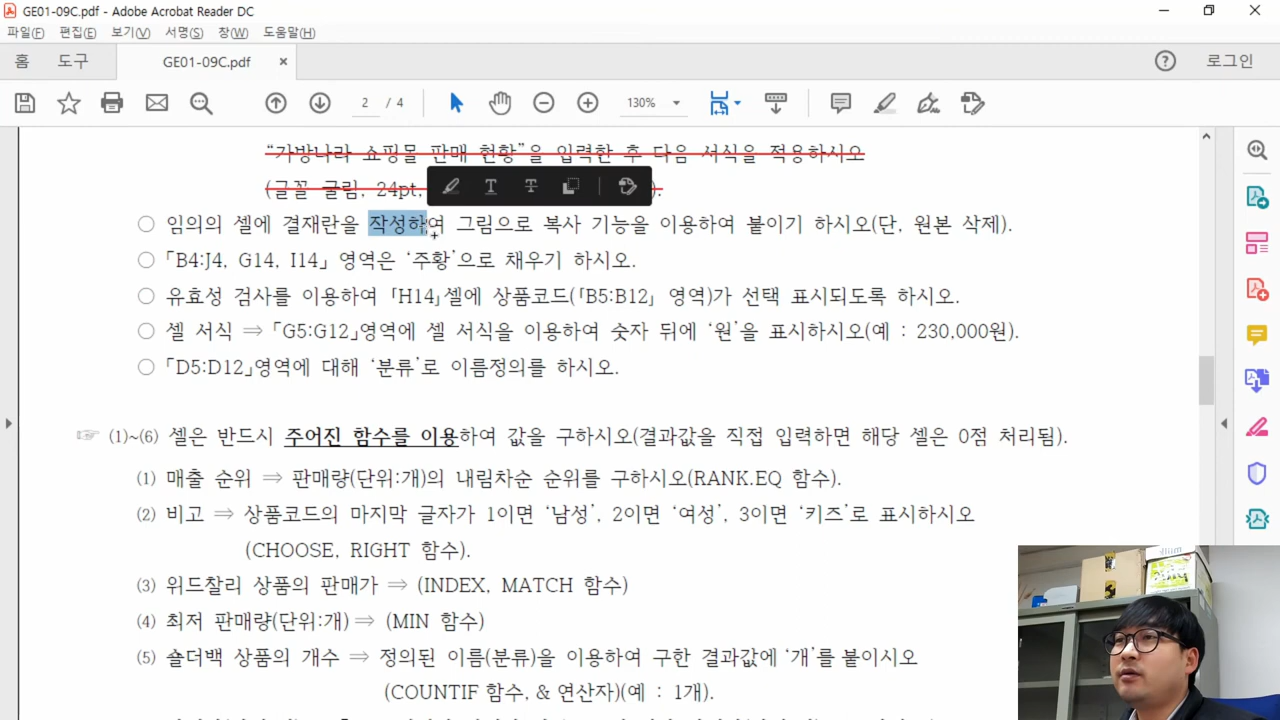 GE01-09C.pdf - Adobe Acrobat Reader DC
파일(F) 편집(E) 보기(V) 서명(S) 창(W) 도움말(H)
홈 도구 GE01-09C.pdf × ? 로그인
2 / 4 130%
“가방나라 쇼핑몰 판매 현황”을 입력한 후 다음 서식을 적용하시오
(글꼴 굴림, 24pt, ).
○ 임의의 셀에 결재란을 작성하여 그림으로 복사 기능을 이용하여 붙이기 하시오(단, 원본 삭제).
○ 「B4:J4, G14, I14」 영역은 ‘주황’으로 채우기 하시오.
○ 유효성 검사를 이용하여 「H14」셀에 상품코드(「B5:B12」 영역)가 선택 표시되도록 하시오.
○ 셀 서식 ⇒ 「G5:G12」영역에 셀 서식을 이용하여 숫자 뒤에 ‘원’을 표시하시오(예 : 230,000원).
○ 「D5:D12」영역에 대해 ‘분류’로 이름정의를 하시오.
☞ (1)~(6) 셀은 반드시 주어진 함수를 이용하여 값을 구하시오(결과값을 직접 입력하면 해당 셀은 0점 처리됨).
(1) 매출 순위 ⇒ 판매량(단위:개)의 내림차순 순위를 구하시오(RANK.EQ 함수).
(2) 비고 ⇒ 상품코드의 마지막 글자가 1이면 ‘남성’, 2이면 ‘여성’, 3이면 ‘키즈’로 표시하시오
(CHOOSE, RIGHT 함수).
(3) 위드찰리 상품의 판매가 ⇒ (INDEX, MATCH 함수)
(4) 최저 판매량(단위:개) ⇒ (MIN 함수)
(5) 숄더백 상품의 개수 ⇒ 정의된 이름(분류)을 이용하여 구한 결과값에 ‘개’를 붙이시오
(COUNTIF 함수, & 연산자)(예 : 1개).